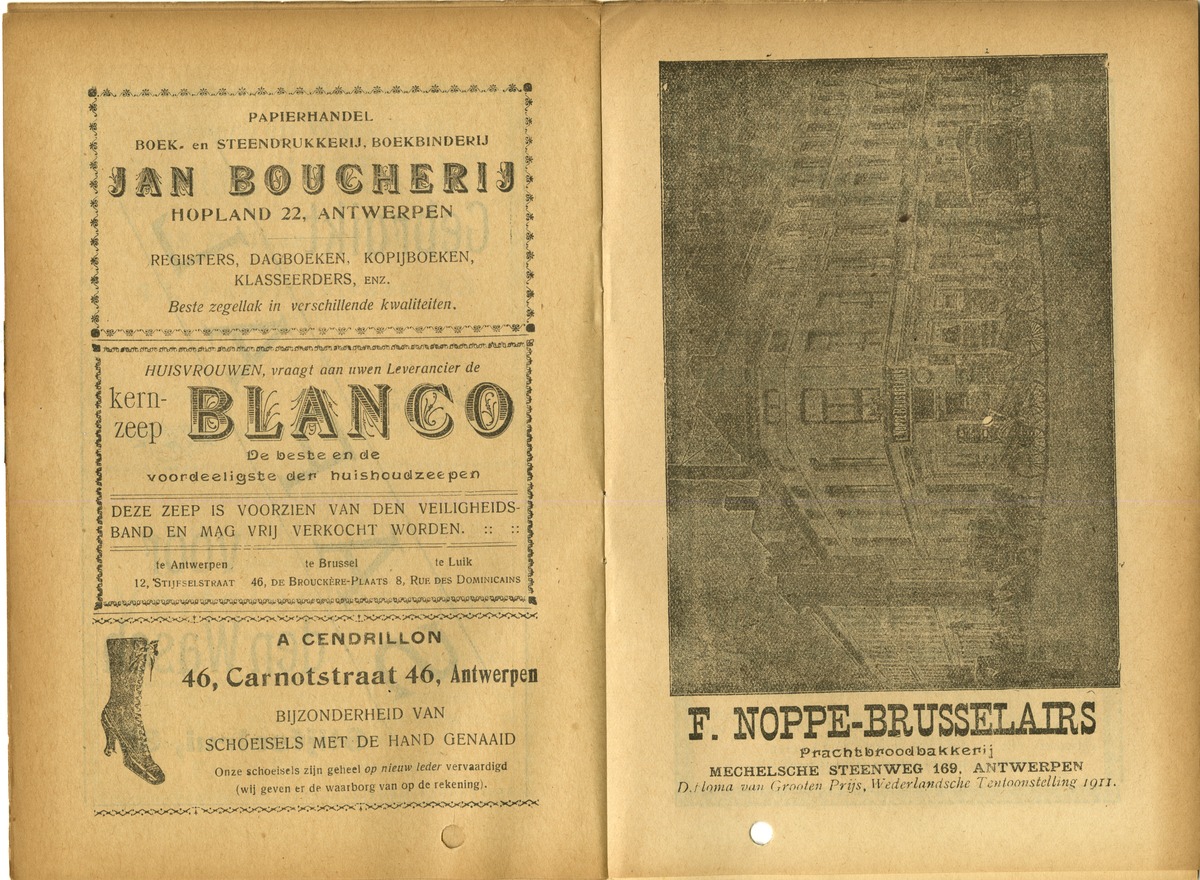 PAPIERHANDEL
BOEK- en STEENDRUKKERIJ, BOEKBINDERIJ
JAN BOUCHERIJ
HOPLAND 22, ANTWERPEN
REGISTERS, DAGBOEKEN, KOPIJBOEKEN,
KLASSEERDERS, ENZ.
Beste zegellak in verschillende kwaliteiten.
HUISVROUWEN, vraagt aan uwen Leverancier de
kern-
zeep BLANCO
De beste en de
voordeeligste der huishoudzeepen
DEZE ZEEP IS VOORZIEN VAN DEN VEILIGHEIDS-
BAND EN MAG VRIJ VERKOCHT WORDEN. :: ::
te Antwerpen te Brussel te Luik
12, STIJFSELSTRAAT 46, DE BROUCKÈRE-PLAATS 8, RUE DES DOMINICAINS
A CENDRILLON
46, Carnotstraat 46, Antwerpen
BIJZONDERHEID VAN
SCHOEISELS MET DE HAND GENAAID
Onze schoeisels zijn geheel op nieuw leder vervaardigd
(wij geven er de waarborg van op de rekening).
F. NOPPE-BRUSSELAIRS
Prachtbroodbakkerij
MECHELSCHE STEENWEG 169, ANTWERPEN
van Grooten Prijs, Wederlandsche Tentoonstelling 1911.